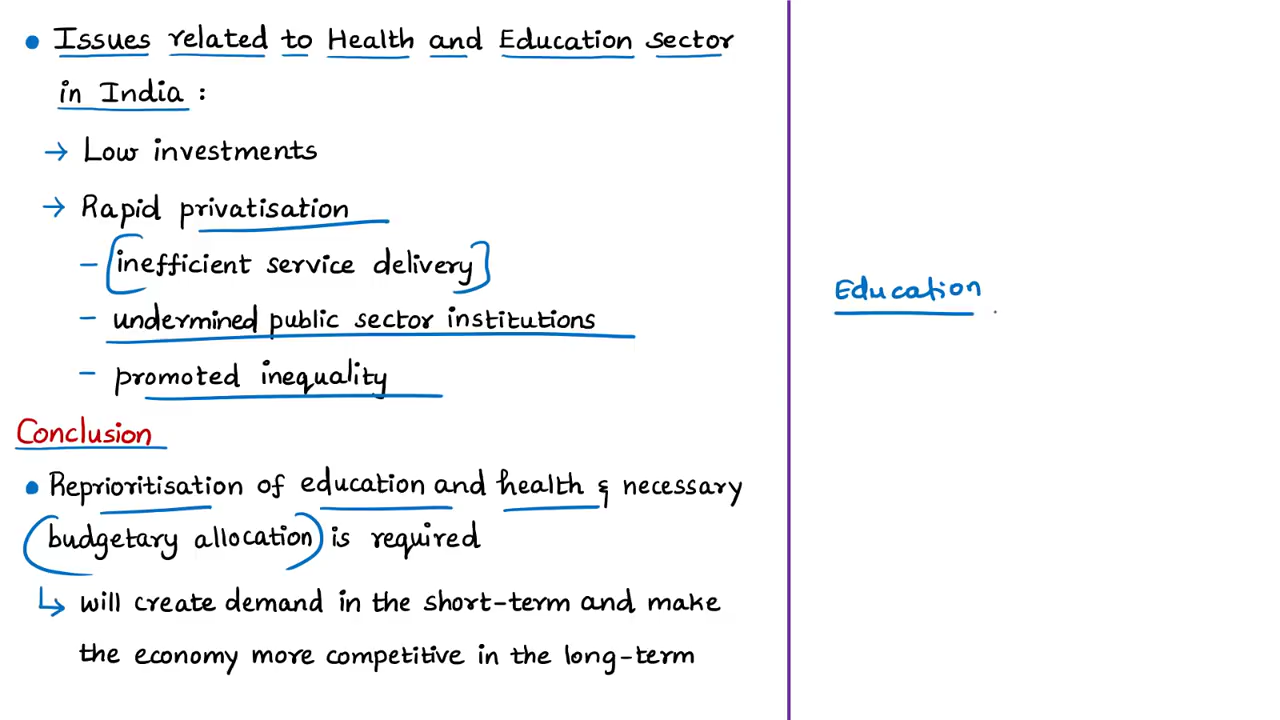 • Issues related to Health and Education sector
in India :
→ Low investments
→ Rapid privatisation
- inefficient service delivery
- undermined public sector institutions
- promoted inequality
Conclusion
• Reprioritisation of education and health & necessary
budgetary allocation is required
↳ will create demand in the short-term and make
the economy more competitive in the long-term
Education